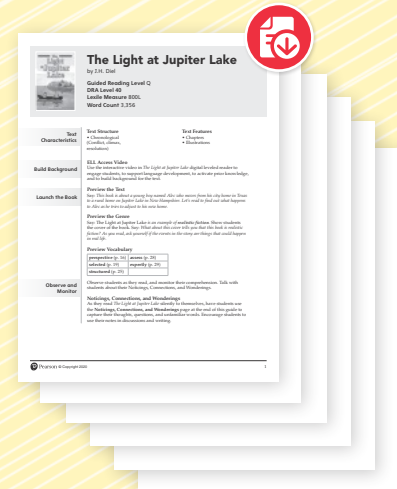 The Light
at Jupiter
Lake
The Light at Jupiter Lake
by J.H. Diel
Guided Reading Level Q
DRA Level 40
Lexile Measure 800L
Word Count 3,356
Text
Characteristics
Text Structure
• Chronological
(Conflict, climax,
resolution)
Text Features
• Chapters
• Illustrations
Build Background
ELL Access Video
Use the interactive video in The Light at Jupiter Lake digital leveled reader to
engage students, to support language development, to activate prior knowledge,
and to build background for the text.
Launch the Book
Preview the Text
Say: This book is about a young boy named Alec who moves from his city home in Texas
to a rural home on Jupiter Lake in New Hampshire. Let's read to find out what happens
to Alec as he tries to adjust to his new home.
Preview the Genre
Say: The Light at Jupiter Lake is an example of realistic fiction. (Show students
the cover of the book. Say: What about this cover tells you that this book is realistic
fiction? As you read, ask yourself if the events in the story are things that could happen
in real life.
Preview Vocabulary
perspective (p. 16) access (p. 28)
selected (p. 19) expertly (p. 29)
structured (p. 25)
Observe and
Monitor
Observe students as they read, and monitor their comprehension. Talk with
students about their Noticings, Connections, and Wonderings.
Noticings, Connections, and Wonderings
As they read The Light at Jupiter Lake silently to themselves, have students use
the Noticings, Connections, and Wonderings page at the end of this guide to
capture their thoughts, questions, and unfamiliar words. Encourage students to
use their notes in discussions and writing.
Pearson © Copyright 2020
1